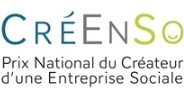 CRÉENSO
Prix National du Créateur
d'une Entreprise Sociale